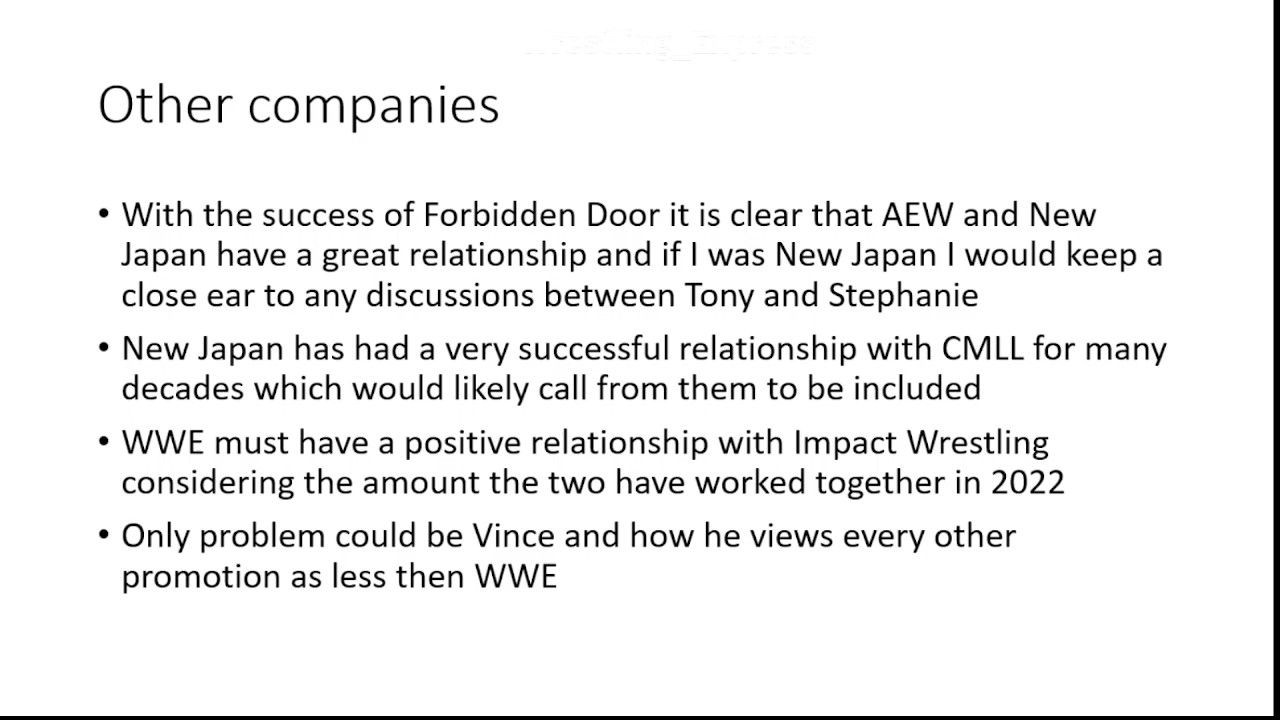 Wrestling_Express
Other companies
• With the success of Forbidden Door it is clear that AEW and New
Japan have a great relationship and if I was New Japan I would keep a
close ear to any discussions between Tony and Stephanie
• New Japan has had a very successful relationship with CMLL for many
decades which would likely call from them to be included
• WWE must have a positive relationship with Impact Wrestling
considering the amount the two have worked together in 2022
• Only problem could be Vince and how he views every other
promotion as less then WWE